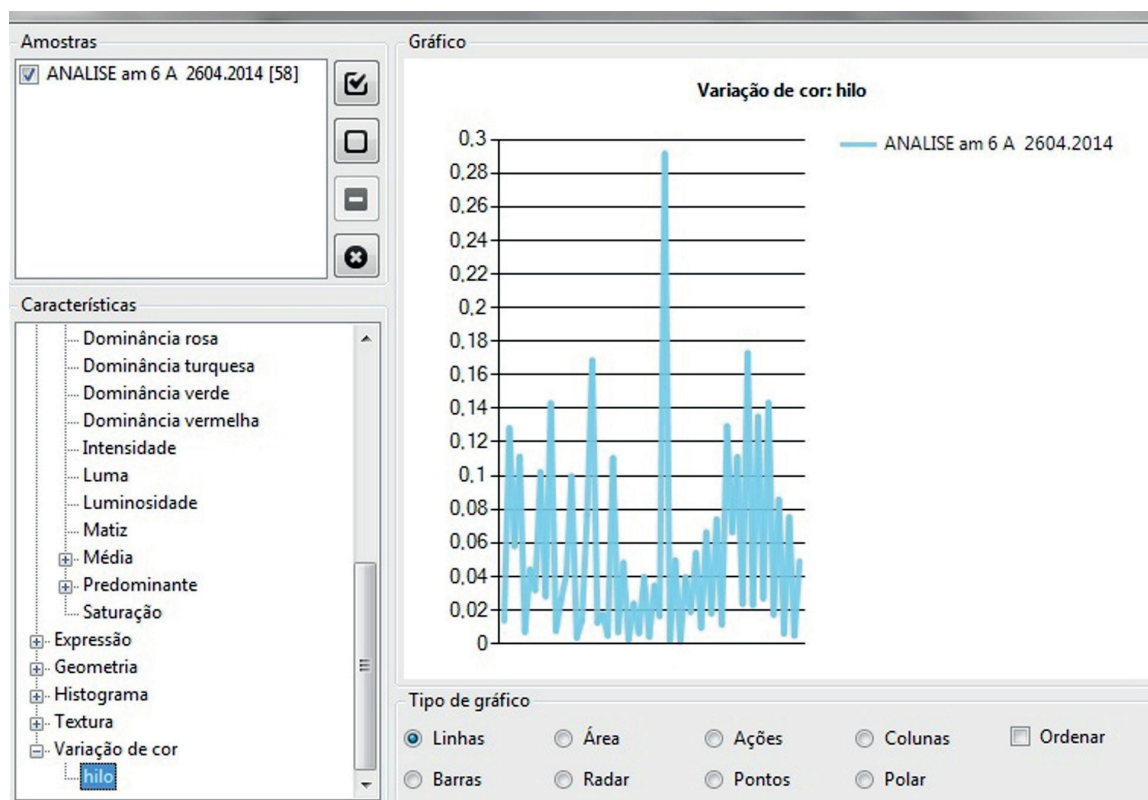 Amostras
ANALISE am 6 A 2604.2014 [58]
Características
Dominância rosa
Dominância turquesa
Dominância verde
Dominância vermelha
Intensidade
Luma
Luminosidade
Matiz
Média
Predominante
Saturação
Expressão
Geometria
Histograma
Textura
Variação de cor
hilo
Gráfico
Variação de cor: hilo
0,3
0,28
0,26
0,24
0,22
0,2
0,18
0,16
0,14
0,12
0,1
0,08
0,06
0,04
0,02
0
ANALISE am 6 A 2604.2014
Tipo de gráfico
Linhas
Área
Ações
Colunas
Ordenar
Barras
Radar
Pontos
Polar